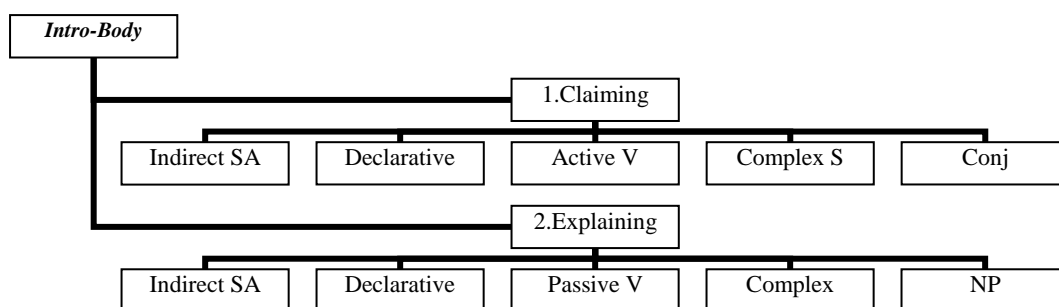 Intro-Body
1.Claiming
Indirect SA Declarative Active V Complex S Conj
2.Explaining
Indirect SA Declarative Passive V Complex NP